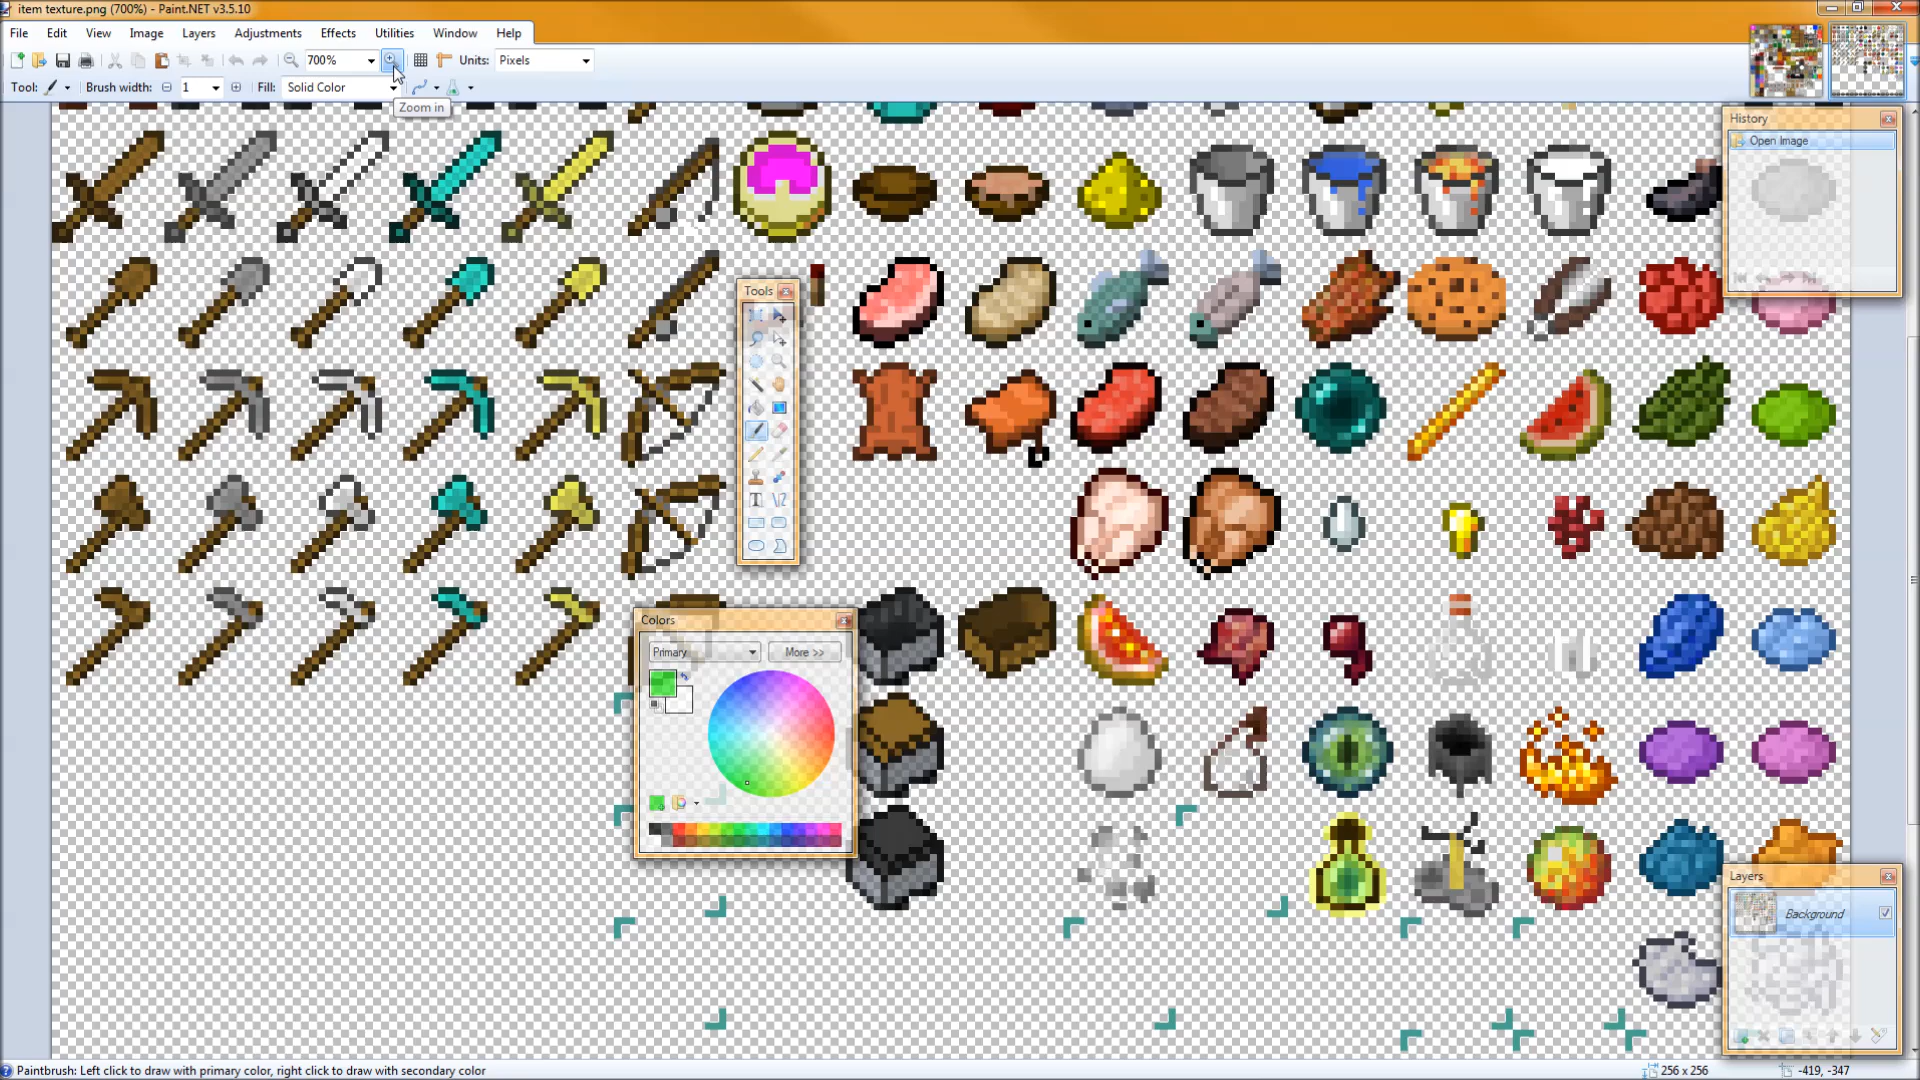 item texture.png (700%) - Paint.NET v3.5.10
File Edit View Image Layers Adjustments Effects Utilities Window Help
700% Units: Pixels
Tool: Brush width: 1 Fill: Solid Color
Zoom in
History
Open Image
Tools
Colors
Primary More >>
Layers
Background
Paintbrush: Left click to draw with primary color, right click to draw with secondary color 256 x 256 -419, -347